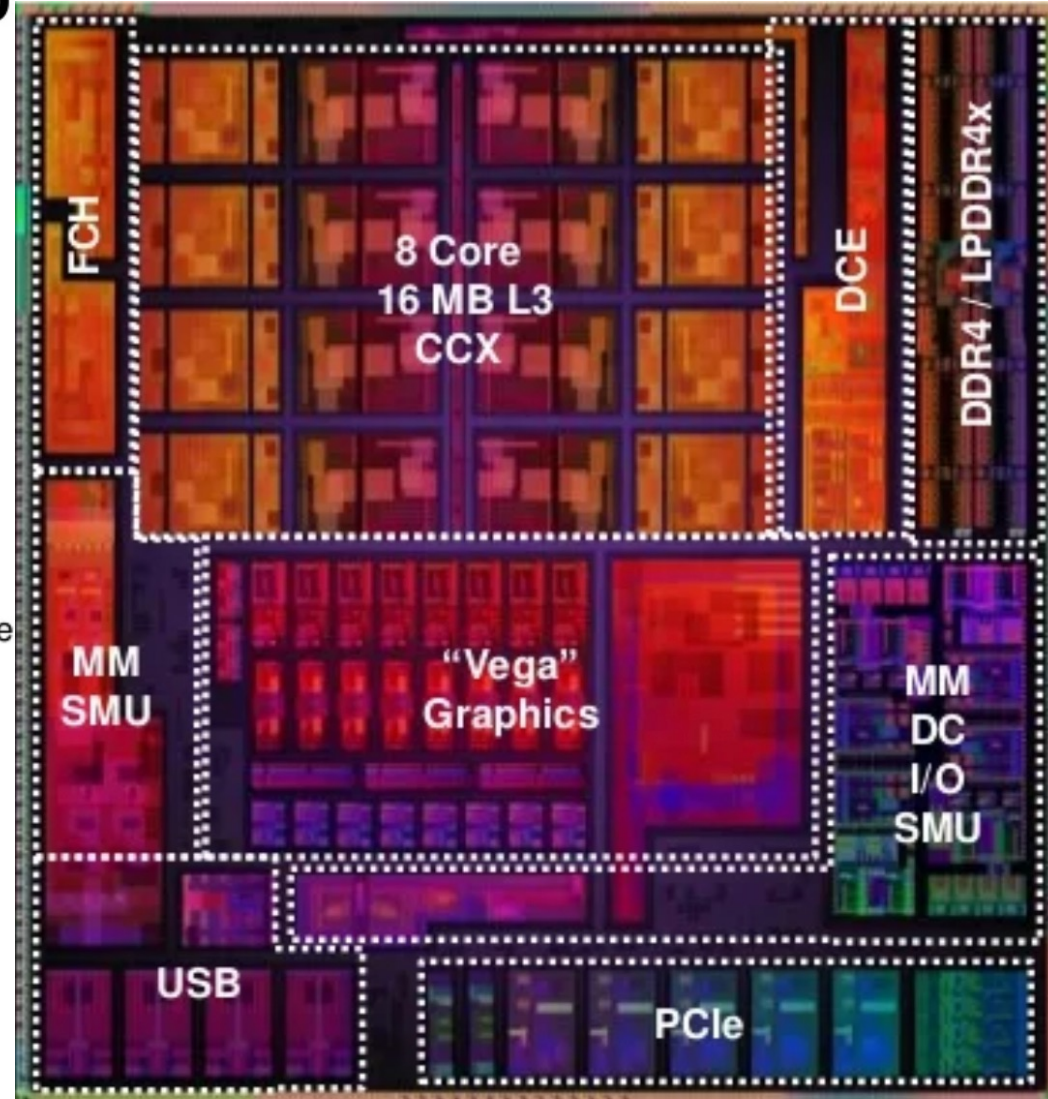 FCH
8 Core
16 MB L3
CCX
DCE
DDR4 / LPDDR4x
MM
SMU
“Vega”
Graphics
MM
DC
I/O
SMU
USB
PCIe
e